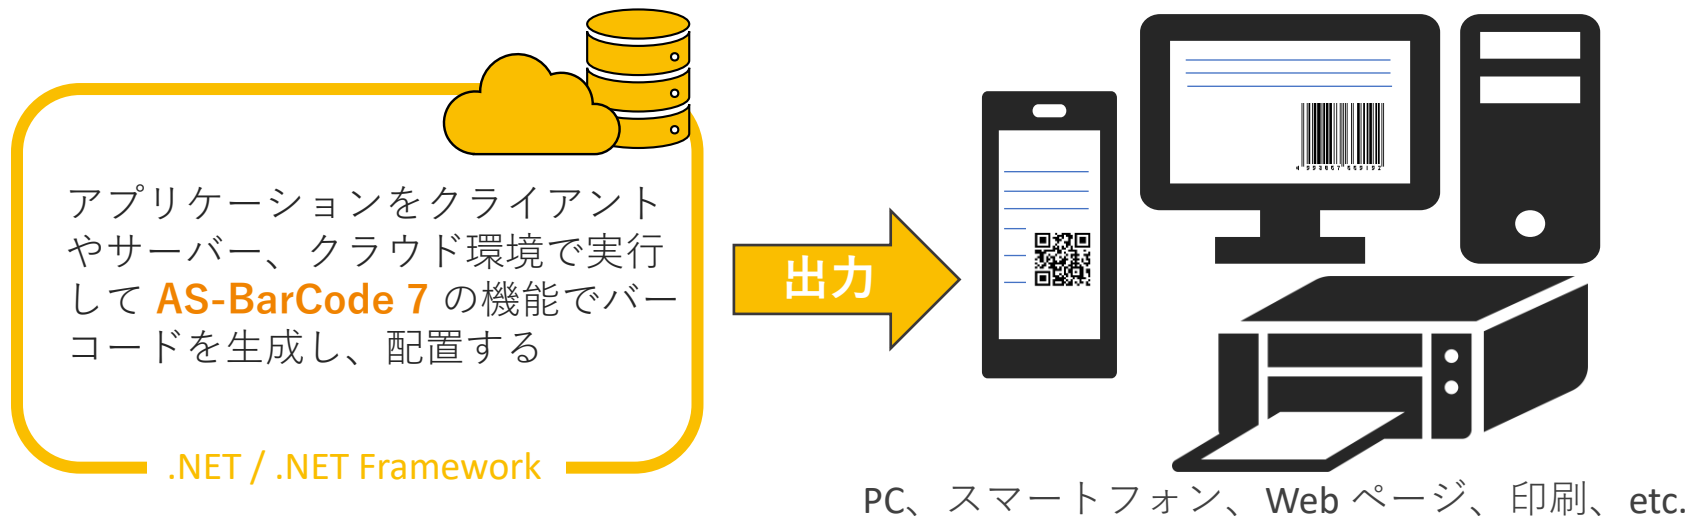 アプリケーションをクライアント
やサーバー、クラウド環境で実行
して AS-BarCode 7 の機能でバー
コードを生成し、配置する
.NET / .NET Framework
出力
PC、スマートフォン、Web ページ、印刷、etc.